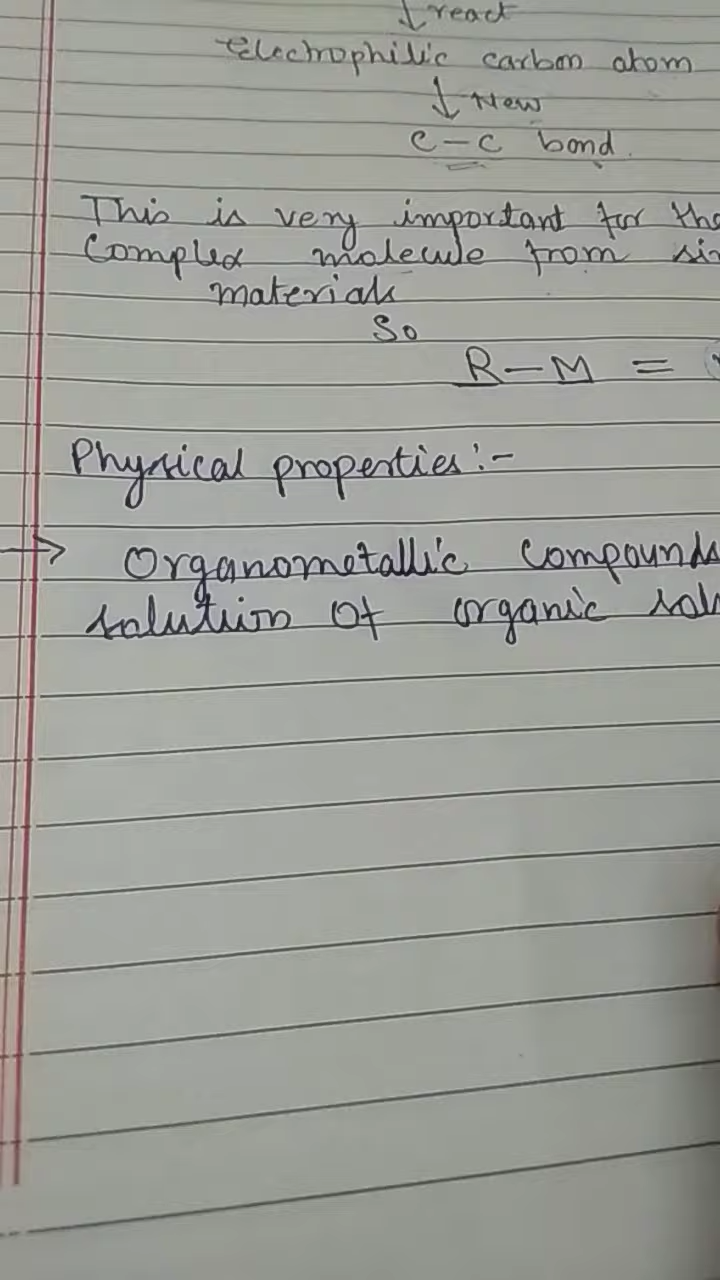 ↓ react
electrophilic carbon atom
↓ New
C – C bond.
This is very important for the
Complex molecule from
materials
So
R – M =
Physical properties :-
→ Organometallic Compounds
solution of organic